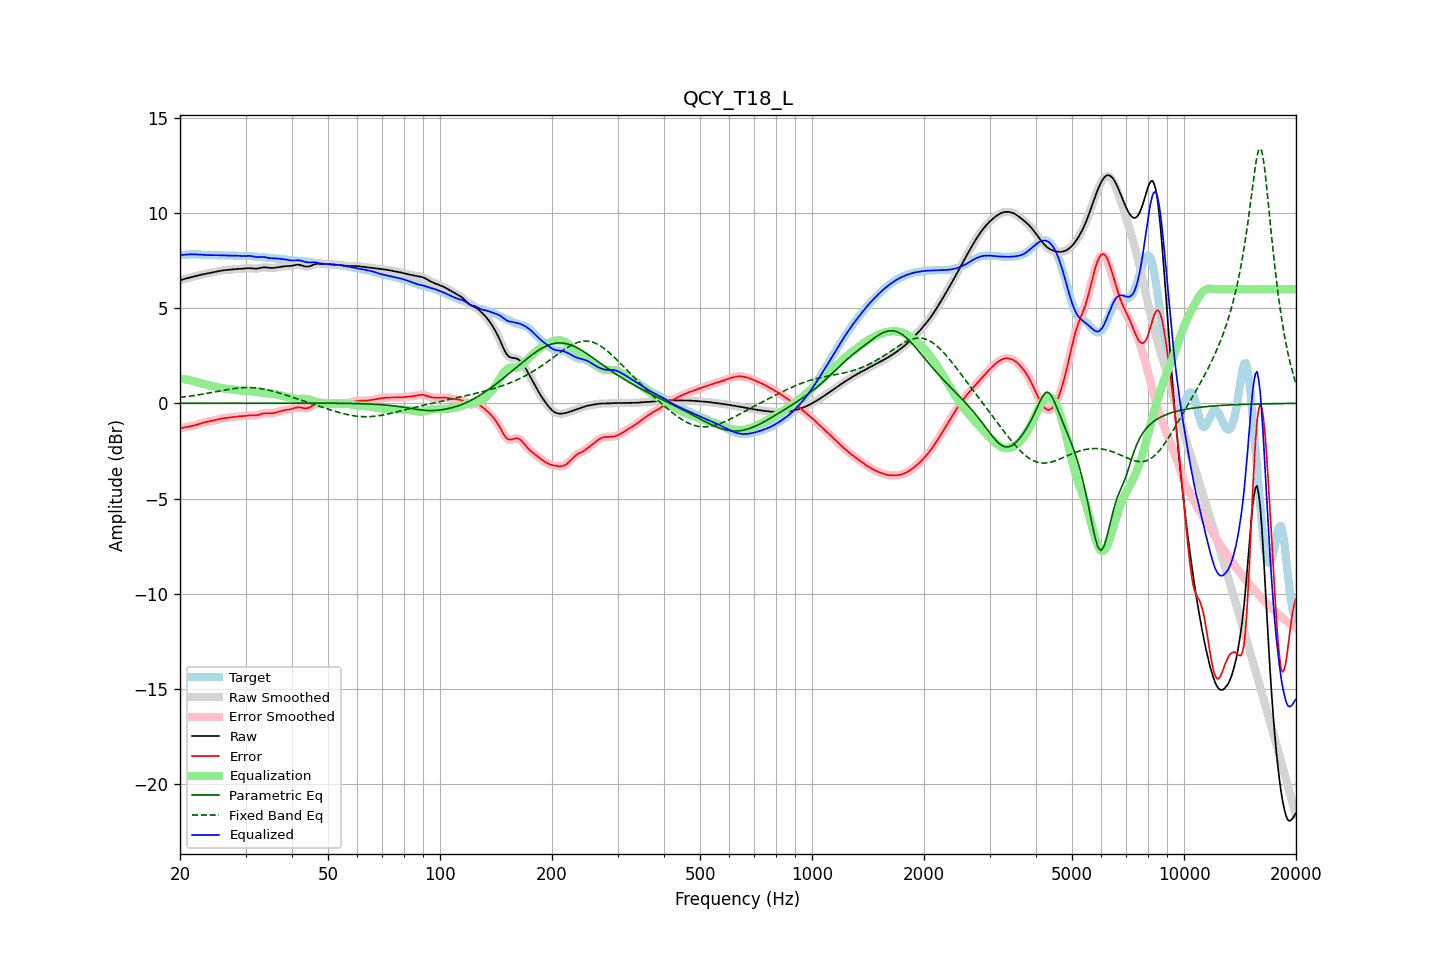 QCY_T18_L
15
10
5
0
−5
−10
−15
−20
Amplitude (dBr)
Target
Raw Smoothed
Error Smoothed
Raw
Error
Equalization
Parametric Eq
Fixed Band Eq
Equalized
20 50 100 200 500 1000 2000 5000 10000 20000
Frequency (Hz)